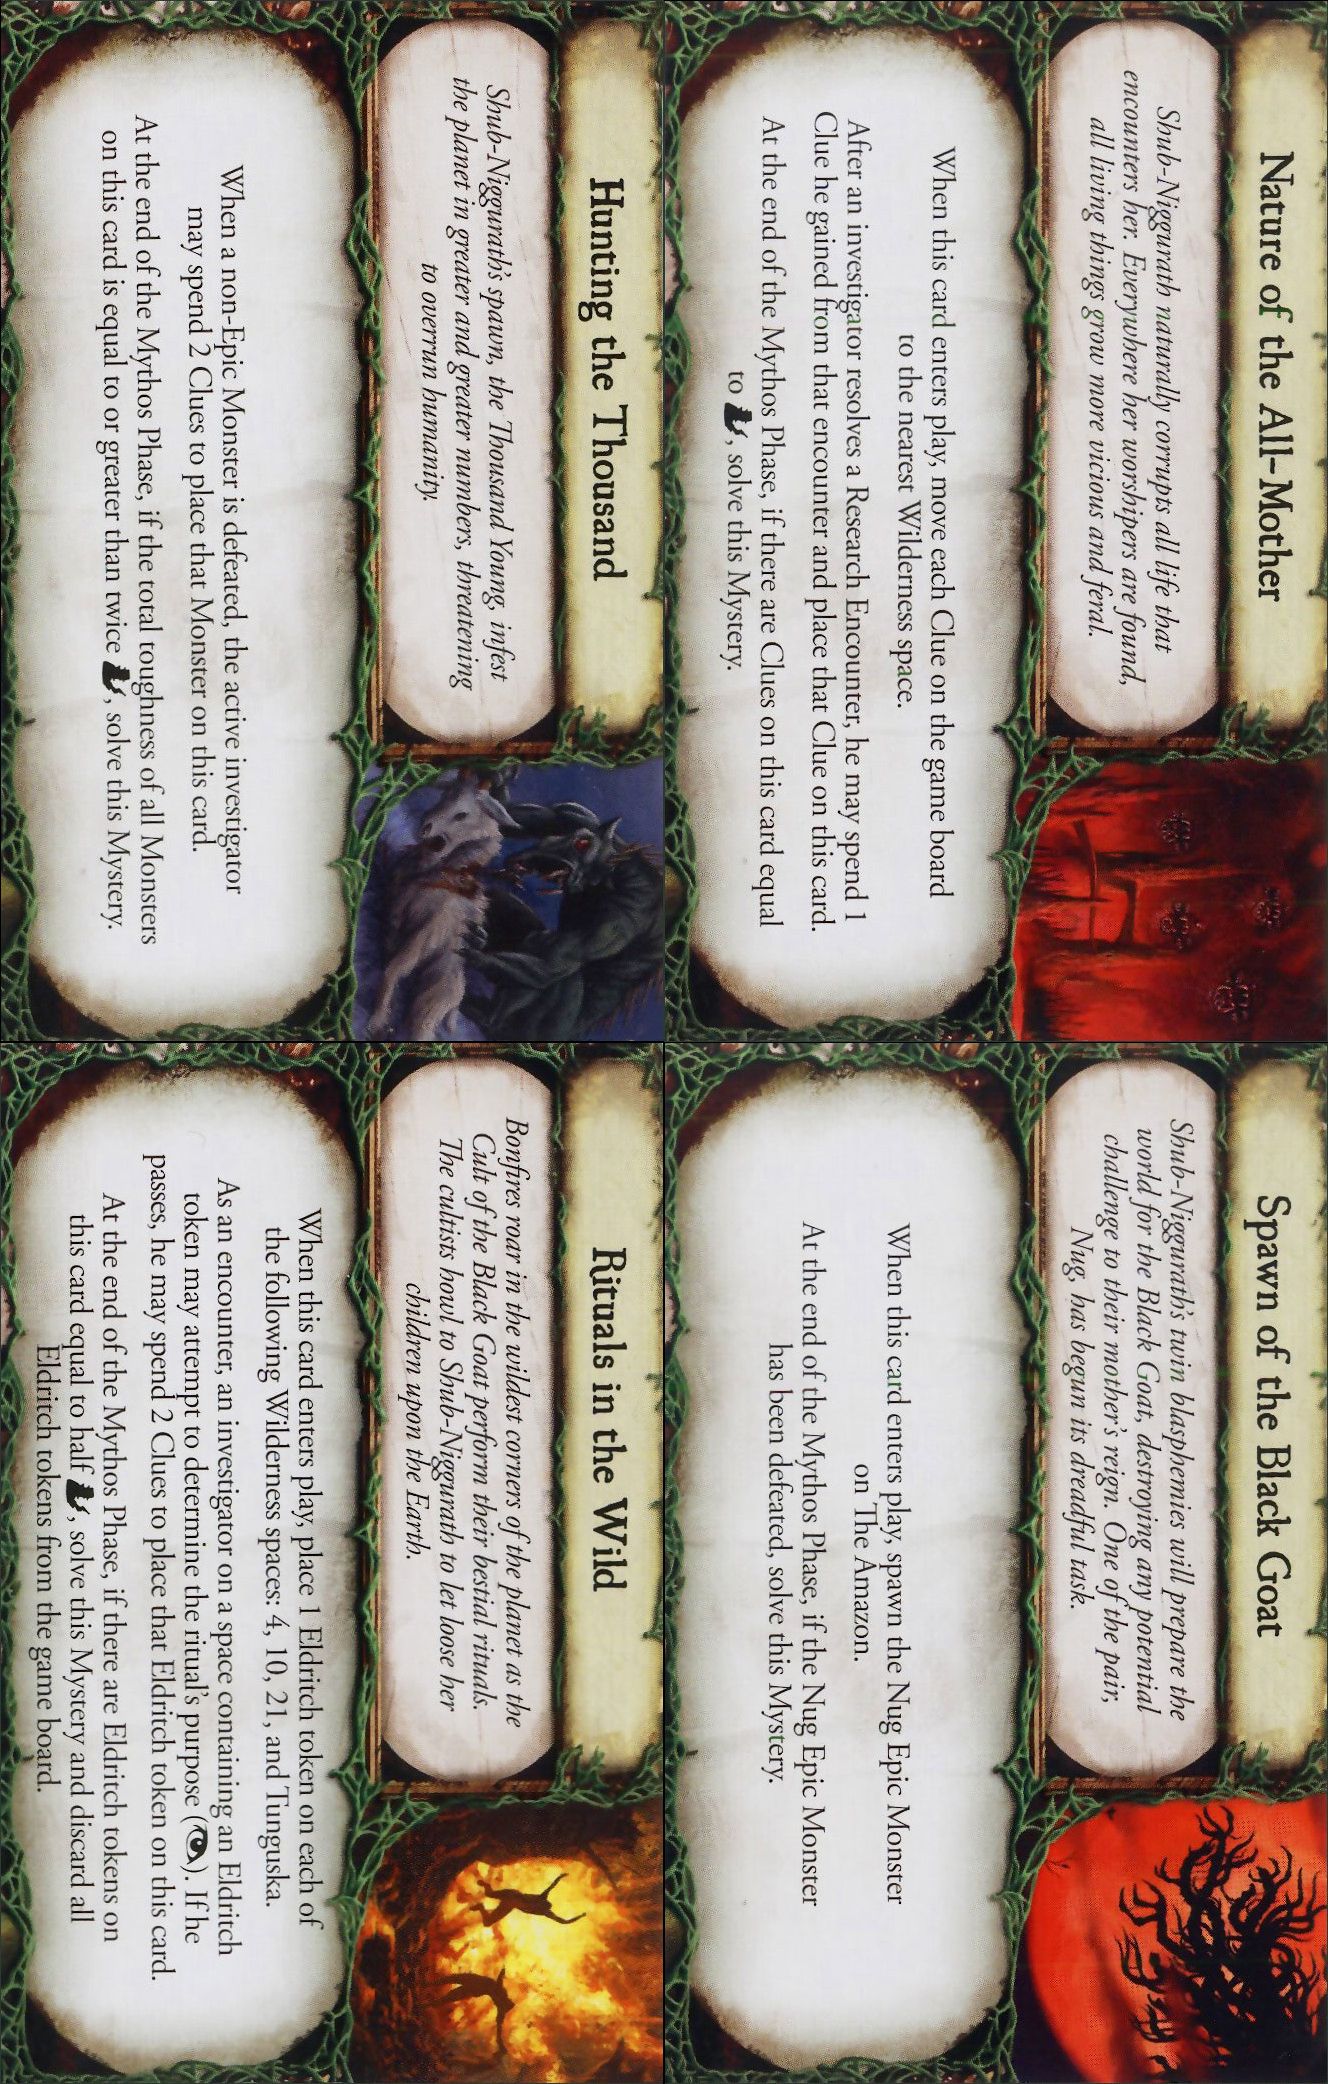 Nature of the All-Mother
Shub-Niggurath naturally corrupts all life that
encounters her. Everywhere her worshipers are found,
all living things grow more vicious and feral.
When this card enters play, move each Clue on the game board
to the nearest Wilderness space.
After an investigator resolves a Research Encounter, he may spend 1
Clue he gained from that encounter and place that Clue on this card.
At the end of the Mythos Phase, if there are Clues on this card equal
to , solve this Mystery.
Spawn of the Black Goat
Shub-Niggurath's twin blasphemies will prepare the
world for the Black Goat, destroying any potential
challenge to their mother's reign. One of the pair,
Nug, has begun its dreadful task.
When this card enters play, spawn the Nug Epic Monster
on The Amazon.
At the end of the Mythos Phase, if the Nug Epic Monster
has been defeated, solve this Mystery.
Hunting the Thousand
Shub-Niggurath's spawn, the Thousand Young, infest
the planet in greater and greater numbers, threatening
to overrun humanity.
When a non-Epic Monster is defeated, the active investigator
may spend 2 Clues to place that Monster on this card.
At the end of the Mythos Phase, if the total toughness of all Monsters
on this card is equal to or greater than twice , solve this Mystery.
Rituals in the Wild
Bonfires roar in the wildest corners of the planet as the
Cult of the Black Goat perform their bestial rituals.
The cultists howl to Shub-Niggurath to let loose her
children upon the Earth.
When this card enters play, place 1 Eldritch token on each of
the following Wilderness spaces: 4, 10, 21, and Tunguska.
As an encounter, an investigator on a space containing an Eldritch
token may attempt to determine the ritual's purpose (). If he
passes, he may spend 2 Clues to place that Eldritch token on this card.
At the end of the Mythos Phase, if there are Eldritch tokens on
this card equal to half , solve this Mystery and discard all
Eldritch tokens from the game board.